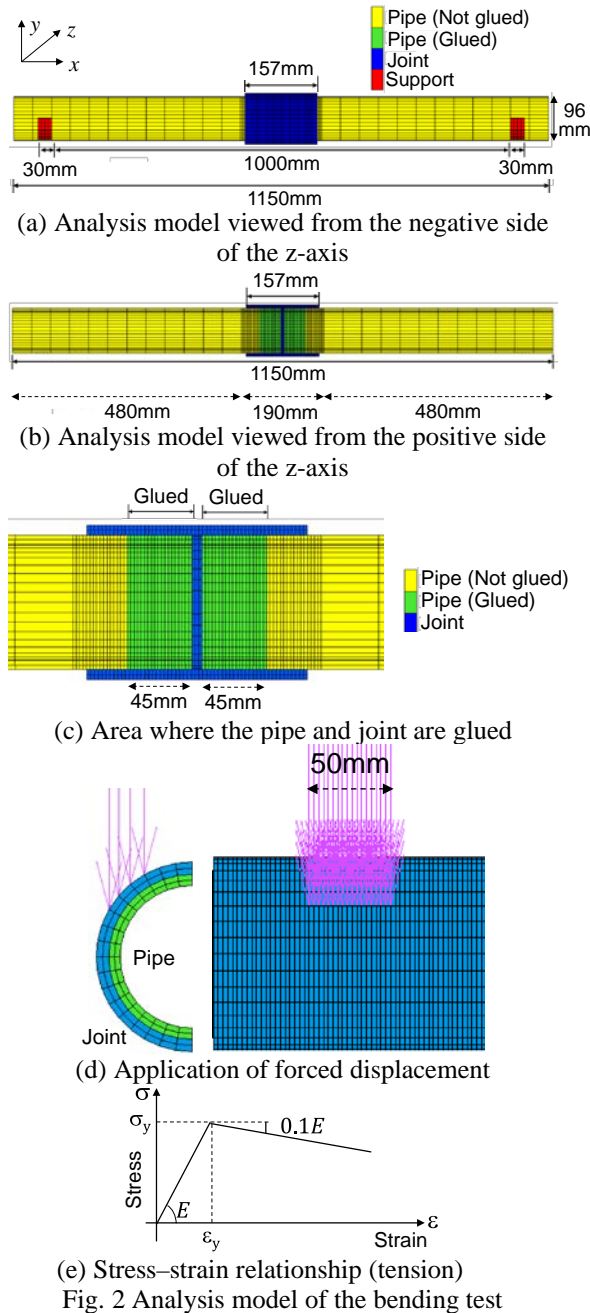 y
z
x
Pipe (Not glued)
Pipe (Glued)
Joint
Support
157mm
96
mm
30mm
1000mm
30mm
1150mm
(a) Analysis model viewed from the negative side
of the z-axis
157mm
1150mm
480mm
190mm
480mm
(b) Analysis model viewed from the positive side
of the z-axis
Glued
Glued
Pipe (Not glued)
Pipe (Glued)
Joint
45mm
45mm
(c) Area where the pipe and joint are glued
50mm
Pipe
Joint
(d) Application of forced displacement
σ
σy
0.1E
Stress
E
εy
ε
Strain
(e) Stress–strain relationship (tension)
Fig. 2 Analysis model of the bending test